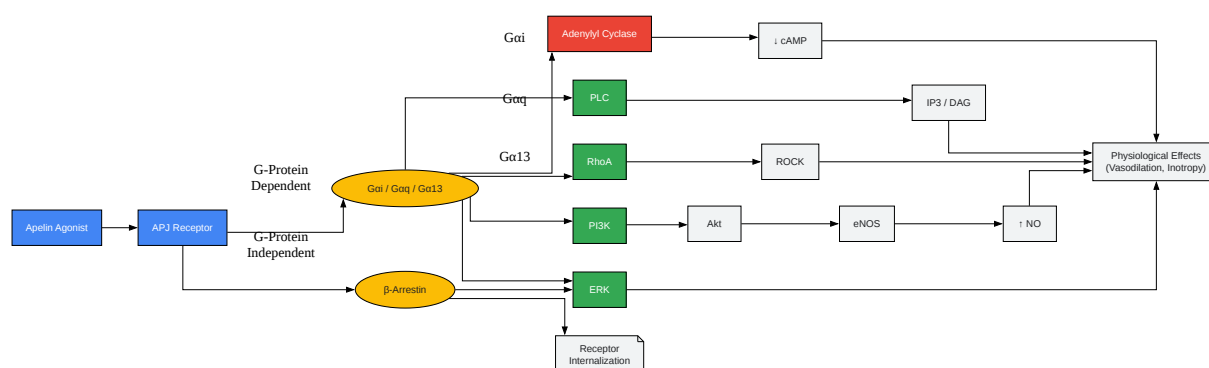 Gαi
Adenylyl Cyclase
↓ cAMP
Gαq
PLC
IP3 / DAG
Gα13
RhoA
ROCK
Physiological Effects
(Vasodilation, Inotropy)
G-Protein
Dependent
Gαi / Gαq / Gα13
Apelin Agonist
APJ Receptor
G-Protein
Independent
PI3K
Akt
eNOS
↑ NO
β-Arrestin
ERK
Receptor
Internalization